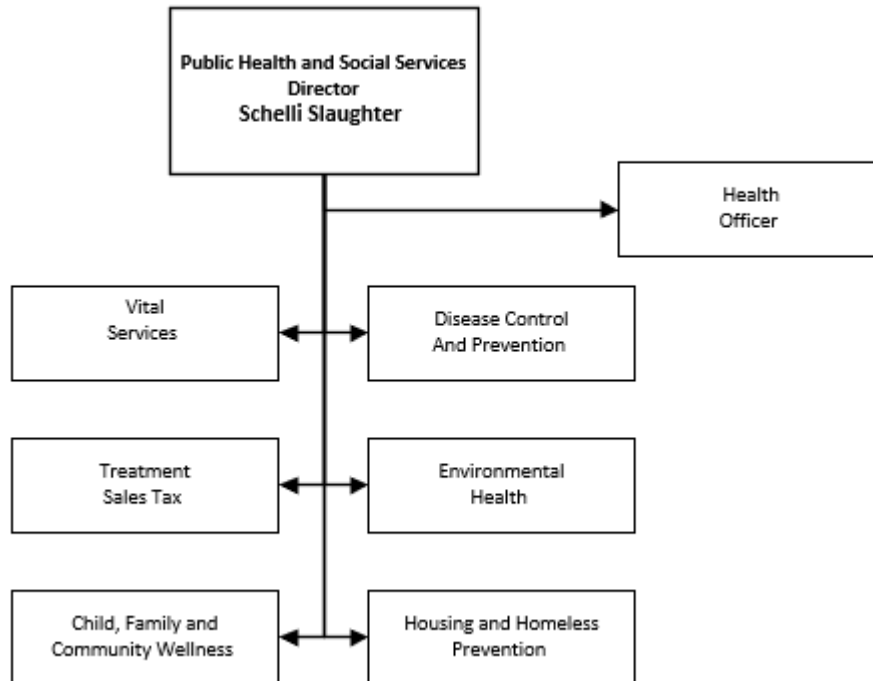 Public Health and Social Services
Director
Schelli Slaughter
Health
Officer
Vital
Services
Disease Control
And Prevention
Treatment
Sales Tax
Environmental
Health
Child, Family and
Community Wellness
Housing and Homeless
Prevention